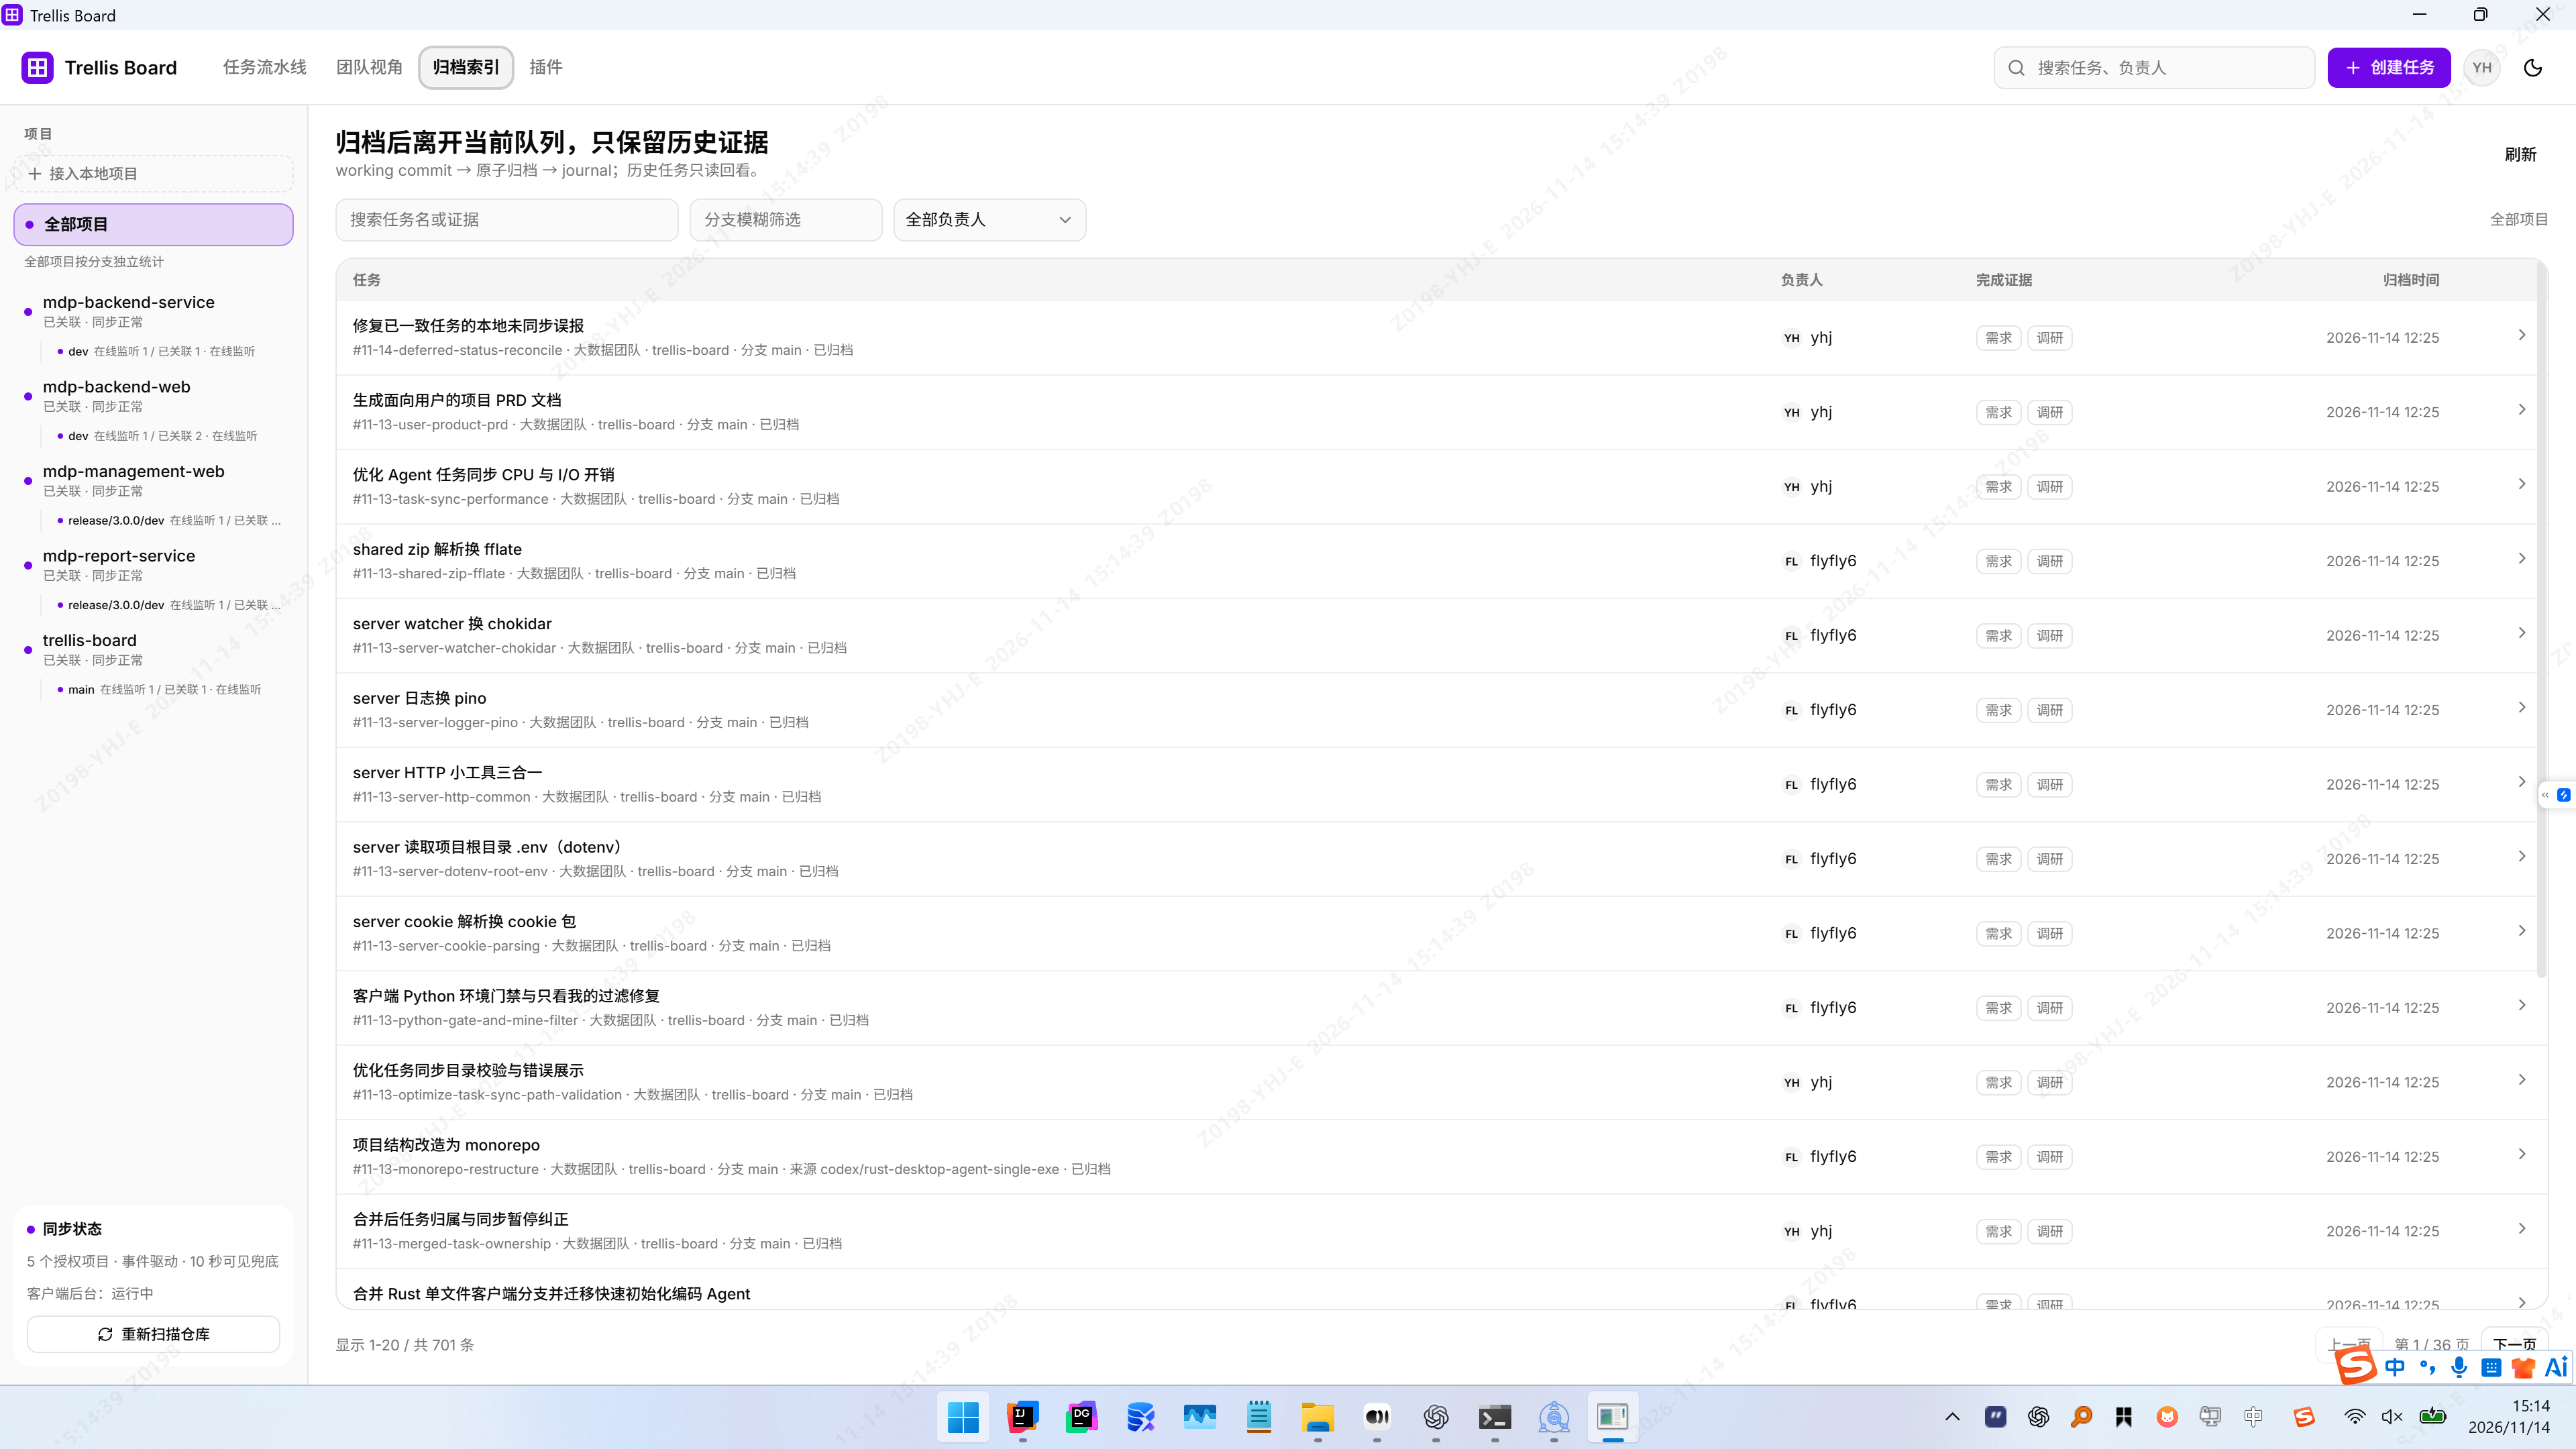 Trellis Board
Trellis Board
任务流水线
团队视角
归档索引
插件
搜索任务、负责人
创建任务
YH
项目
接入本地项目
全部项目
全部项目按分支独立统计
mdp-backend-service
已关联 · 同步正常
dev 在线监听 1 / 已关联 1 · 在线监听
mdp-backend-web
已关联 · 同步正常
dev 在线监听 1 / 已关联 2 · 在线监听
mdp-management-web
已关联 · 同步正常
release/3.0.0/dev 在线监听 1 / 已关联 ...
mdp-report-service
已关联 · 同步正常
release/3.0.0/dev 在线监听 1 / 已关联 ...
trellis-board
已关联 · 同步正常
main 在线监听 1 / 已关联 1 · 在线监听
同步状态
5 个授权项目 · 事件驱动 · 10 秒可见兜底
客户端后台：运行中
重新扫描仓库
归档后离开当前队列，只保留历史证据
working commit → 原子归档 → journal；历史任务只读回看。
刷新
搜索任务名或证据
分支模糊筛选
全部负责人
全部项目
任务 负责人 完成证据 归档时间
修复已一致任务的本地未同步误报
#11-14-deferred-status-reconcile · 大数据团队 · trellis-board · 分支 main · 已归档
YH yhj 需求 调研 2026-11-14 12:25
生成面向用户的项目 PRD 文档
#11-13-user-product-prd · 大数据团队 · trellis-board · 分支 main · 已归档
YH yhj 需求 调研 2026-11-14 12:25
优化 Agent 任务同步 CPU 与 I/O 开销
#11-13-task-sync-performance · 大数据团队 · trellis-board · 分支 main · 已归档
YH yhj 需求 调研 2026-11-14 12:25
shared zip 解析换 fflate
#11-13-shared-zip-fflate · 大数据团队 · trellis-board · 分支 main · 已归档
FL flyfly6 需求 调研 2026-11-14 12:25
server watcher 换 chokidar
#11-13-server-watcher-chokidar · 大数据团队 · trellis-board · 分支 main · 已归档
FL flyfly6 需求 调研 2026-11-14 12:25
server 日志换 pino
#11-13-server-logger-pino · 大数据团队 · trellis-board · 分支 main · 已归档
FL flyfly6 需求 调研 2026-11-14 12:25
server HTTP 小工具三合一
#11-13-server-http-common · 大数据团队 · trellis-board · 分支 main · 已归档
FL flyfly6 需求 调研 2026-11-14 12:25
server 读取项目根目录 .env（dotenv）
#11-13-server-dotenv-root-env · 大数据团队 · trellis-board · 分支 main · 已归档
FL flyfly6 需求 调研 2026-11-14 12:25
server cookie 解析换 cookie 包
#11-13-server-cookie-parsing · 大数据团队 · trellis-board · 分支 main · 已归档
FL flyfly6 需求 调研 2026-11-14 12:25
客户端 Python 环境门禁与只看我的过滤修复
#11-13-python-gate-and-mine-filter · 大数据团队 · trellis-board · 分支 main · 已归档
FL flyfly6 需求 调研 2026-11-14 12:25
优化任务同步目录校验与错误展示
#11-13-optimize-task-sync-path-validation · 大数据团队 · trellis-board · 分支 main · 已归档
YH yhj 需求 调研 2026-11-14 12:25
项目结构改造为 monorepo
#11-13-monorepo-restructure · 大数据团队 · trellis-board · 分支 main · 来源 codex/rust-desktop-agent-single-exe · 已归档
FL flyfly6 需求 调研 2026-11-14 12:25
合并后任务归属与同步暂停纠正
#11-13-merged-task-ownership · 大数据团队 · trellis-board · 分支 main · 已归档
YH yhj 需求 调研 2026-11-14 12:25
合并 Rust 单文件客户端分支并迁移快速初始化编码 Agent
FL flyfly6 需求 调研 2026-11-14 12:25
显示 1-20 / 共 701 条
上一页 第 1 / 36 页 下一页
中
Ai
IJ
DG
中
15:14
2026/11/14
Z0198-YHJ-E 2026-11-14 15:14:39 Z0198